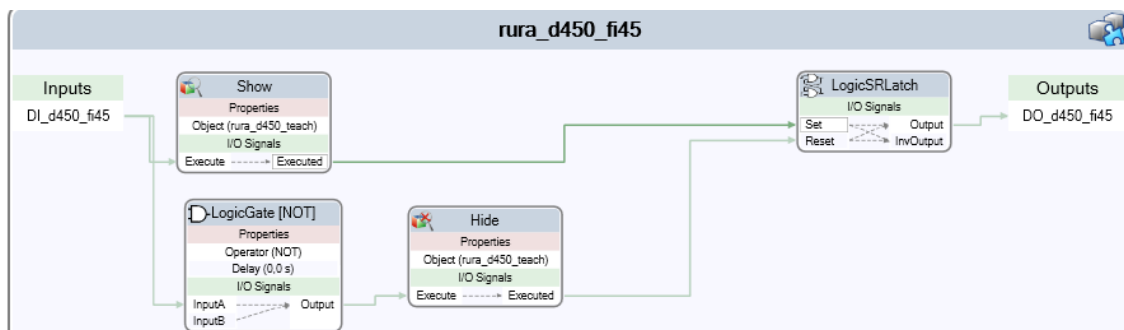 rura_d450_fi45
Inputs
DI_d450_fi45
Show
Properties
Object (rura_d450_teach)
I/O Signals
Execute Executed
LogicGate [NOT]
Properties
Operator (NOT)
Delay (0,0 s)
I/O Signals
InputA Output
InputB
Hide
Properties
Object (rura_d450_teach)
I/O Signals
Execute Executed
LogicSRLatch
I/O Signals
Set Output
Reset InvOutput
Outputs
DO_d450_fi45